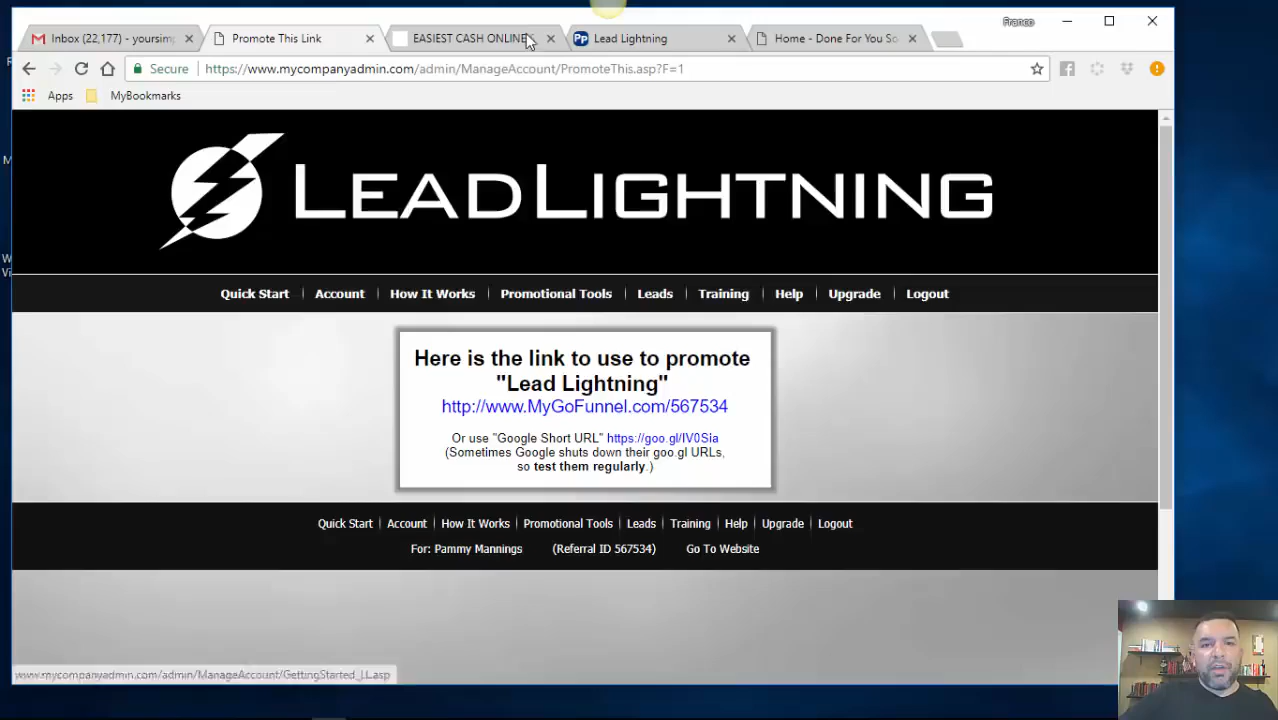 Franco
Inbox (22,177) - yoursimp
Promote This Link
EASIEST CASH ONLINE
Lead Lightning
Home - Done For You So
Secure
https://www.mycompanyadmin.com/admin/ManageAccount/PromoteThis.asp?F=1
Apps
MyBookmarks
LEADLIGHTNING
Quick Start
Account
How It Works
Promotional Tools
Leads
Training
Help
Upgrade
Logout
Here is the link to use to promote
"Lead Lightning"
http://www.MyGoFunnel.com/567534
Or use "Google Short URL" https://goo.gl/IV0Sia
(Sometimes Google shuts down their goo.gl URLs,
so test them regularly.)
Quick Start
Account
How It Works
Promotional Tools
Leads
Training
Help
Upgrade
Logout
For: Pammy Mannings
(Referral ID 567534)
Go To Website
www.mycompanyadmin.com/admin/ManageAccount/GettingStarted_LL.asp